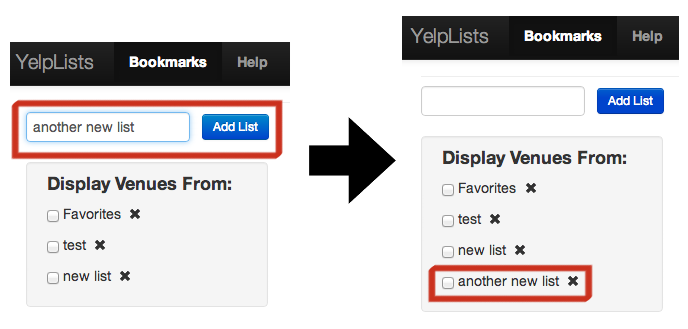 YelpLists Bookmarks Help
another new list Add List
Display Venues From:
Favorites ✖
test ✖
new list ✖
YelpLists Bookmarks Help
Add List
Display Venues From:
Favorites ✖
test ✖
new list ✖
another new list ✖